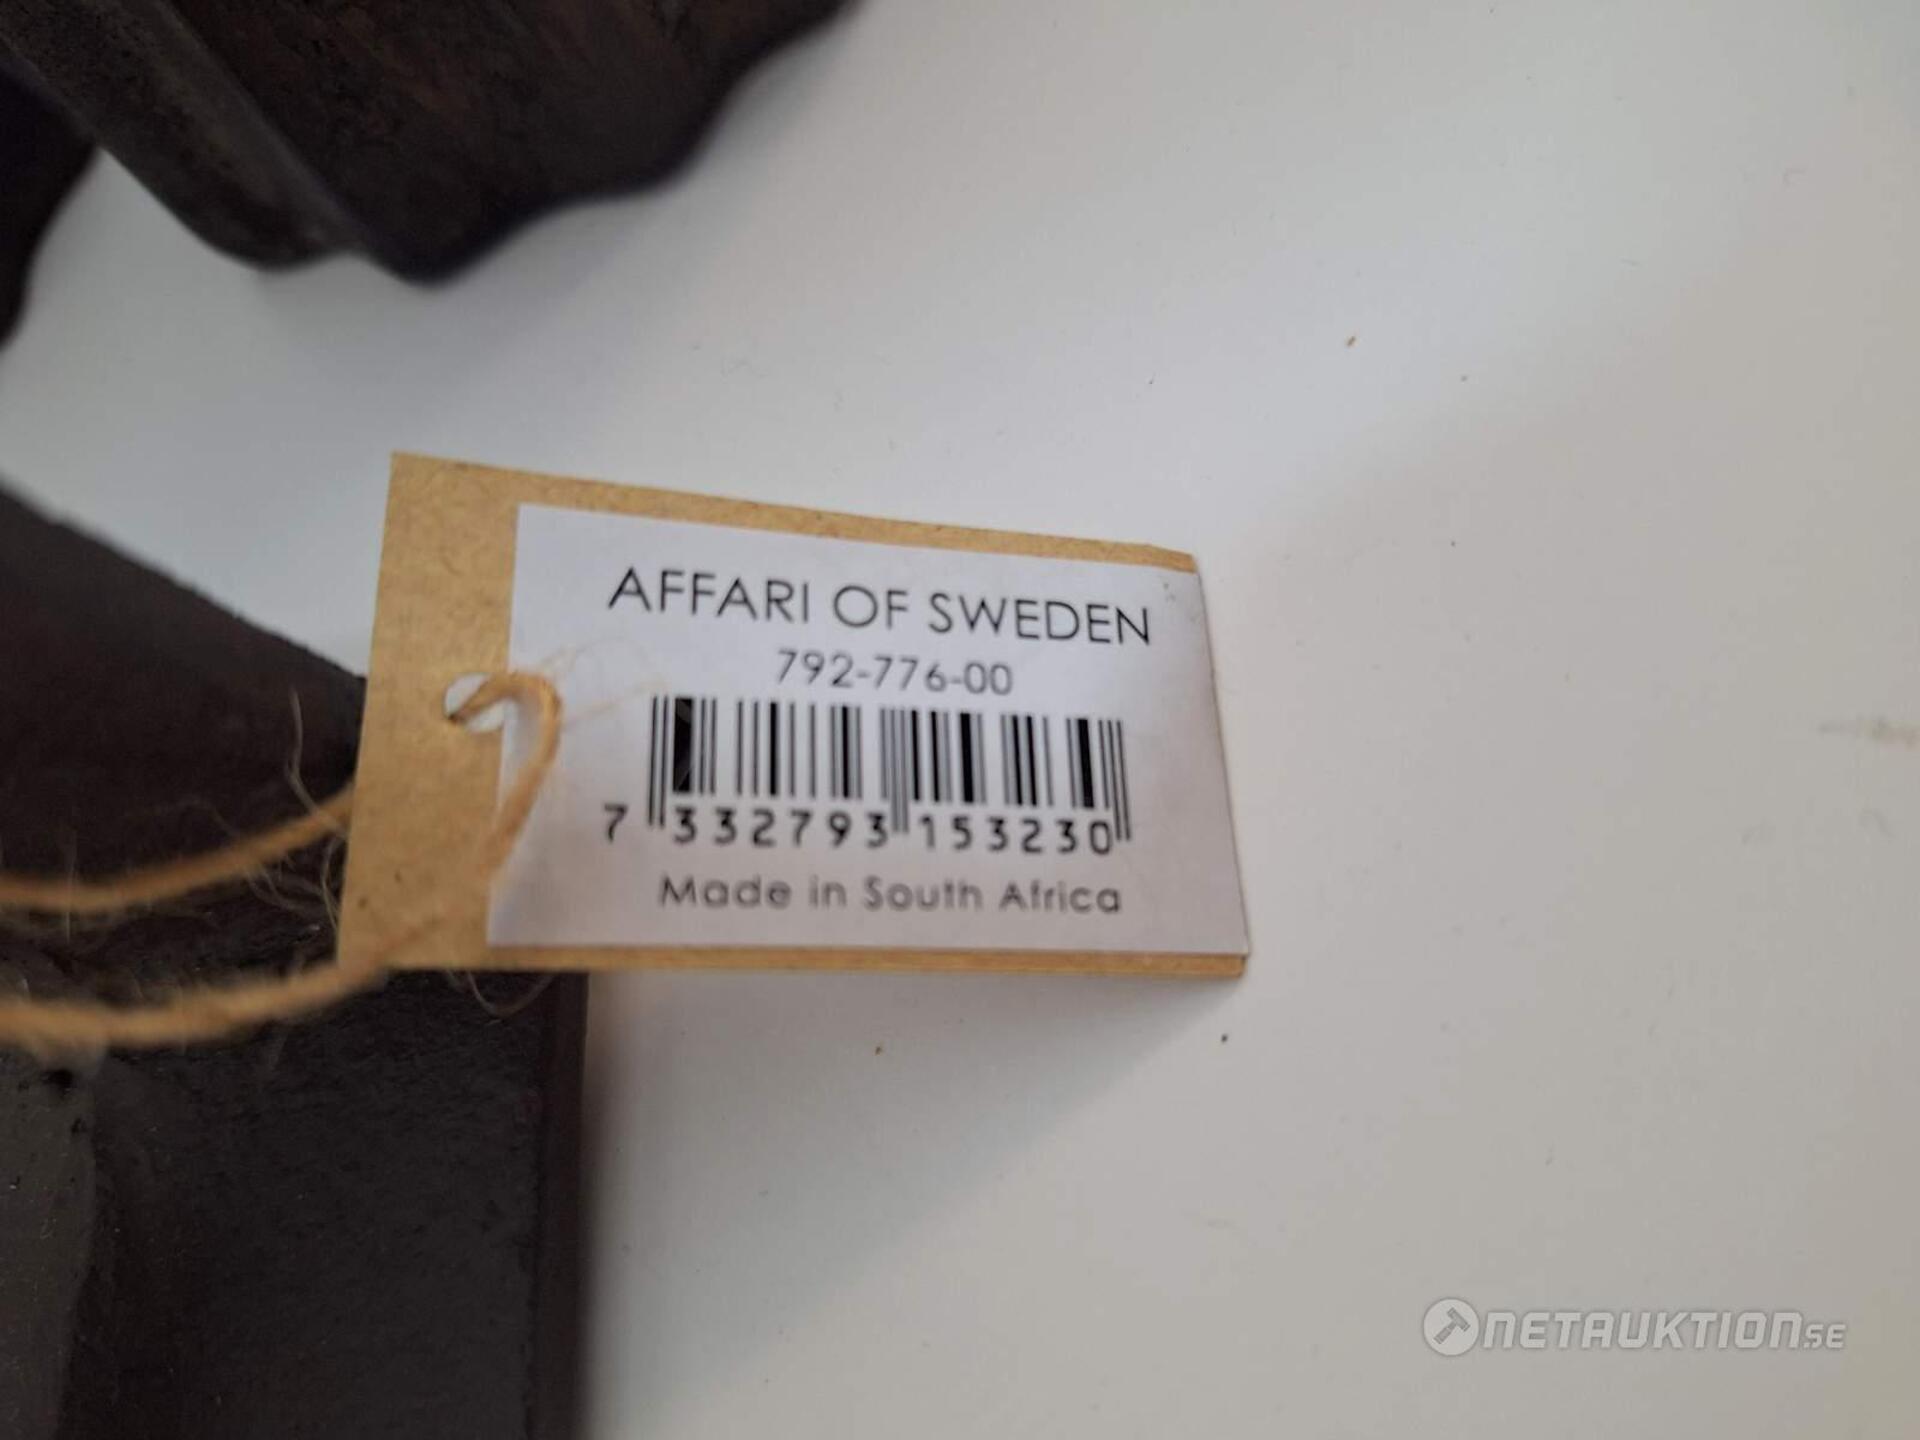 AFFARI OF SWEDEN
792-776-00
7 332793 153230
Made in South Africa
NETAUKTION.SE